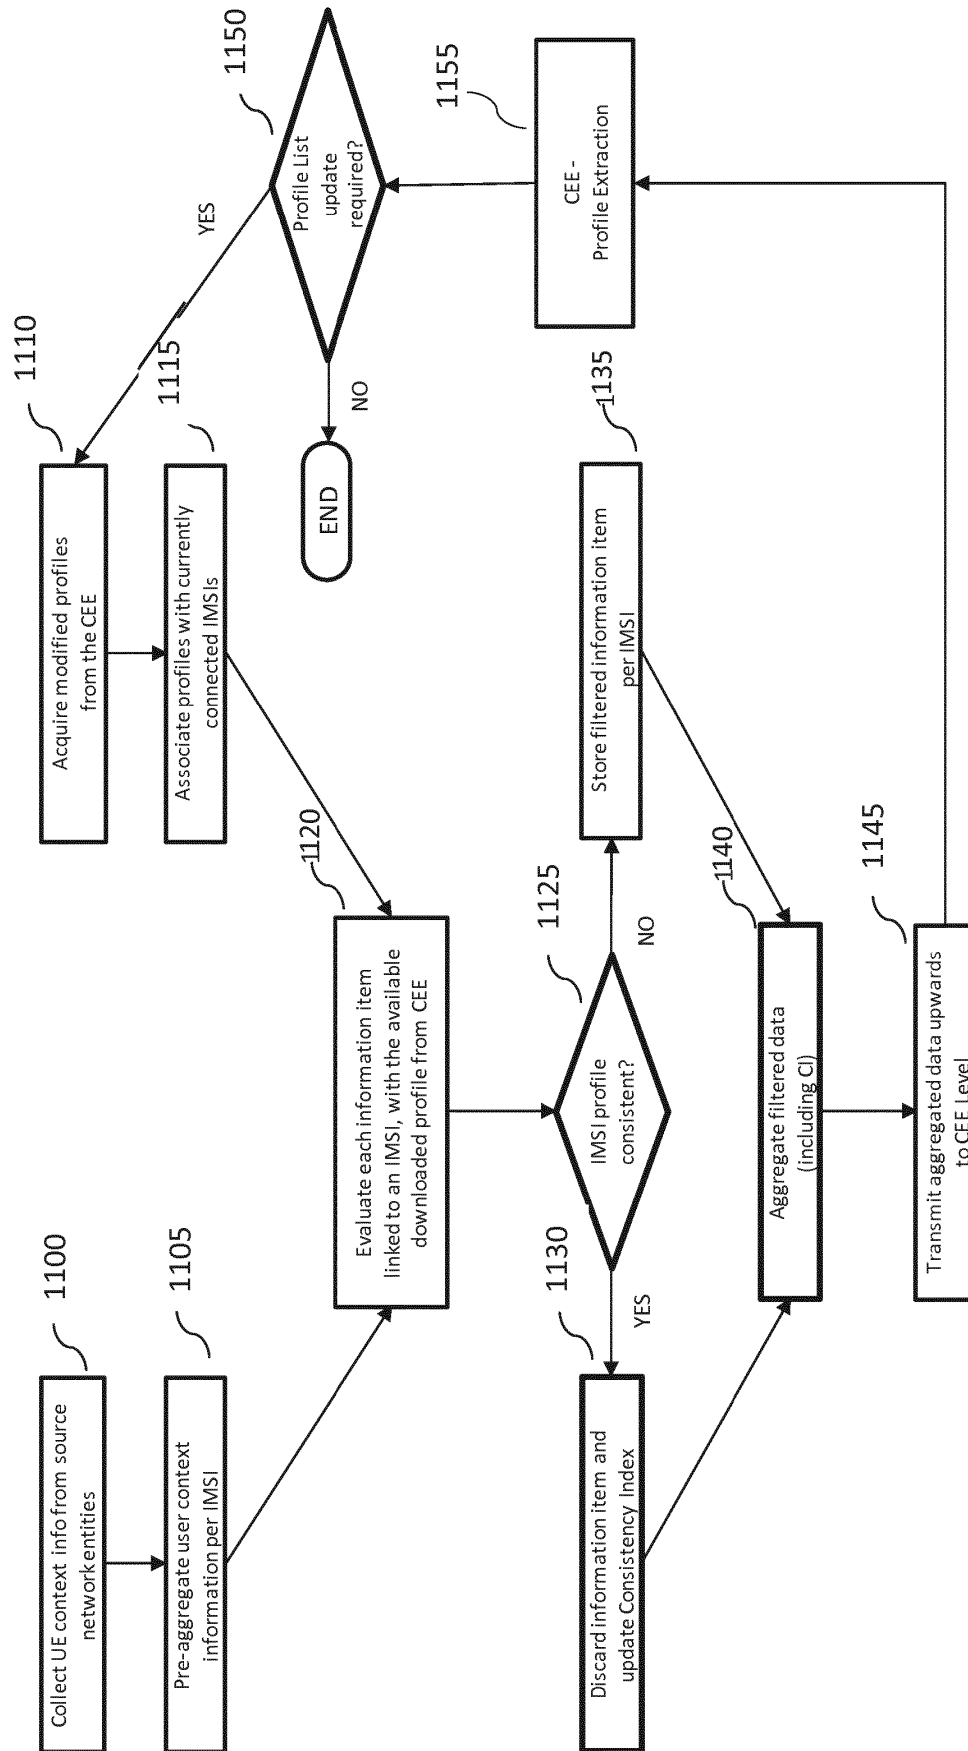 1100
Collect UE context info from source
network entities
1105
Pre-aggregate user context
information per IMSI
1110
Acquire modified profiles
from the CEE
1115
Associate profiles with currently
connected IMSIs
1120
Evaluate each information item
linked to an IMSI, with the available
downloaded profile from CEE
1125
IMSI profile
consistent?
YES
NO
1130
Discard information item and
update Consistency Index
1135
Store filtered information item
per IMSI
1140
Aggregate filtered data
(including CI)
1145
Transmit aggregated data upwards
to CEE Level
1155
CEE -
Profile Extraction
1150
Profile List
update
required?
YES
NO
END